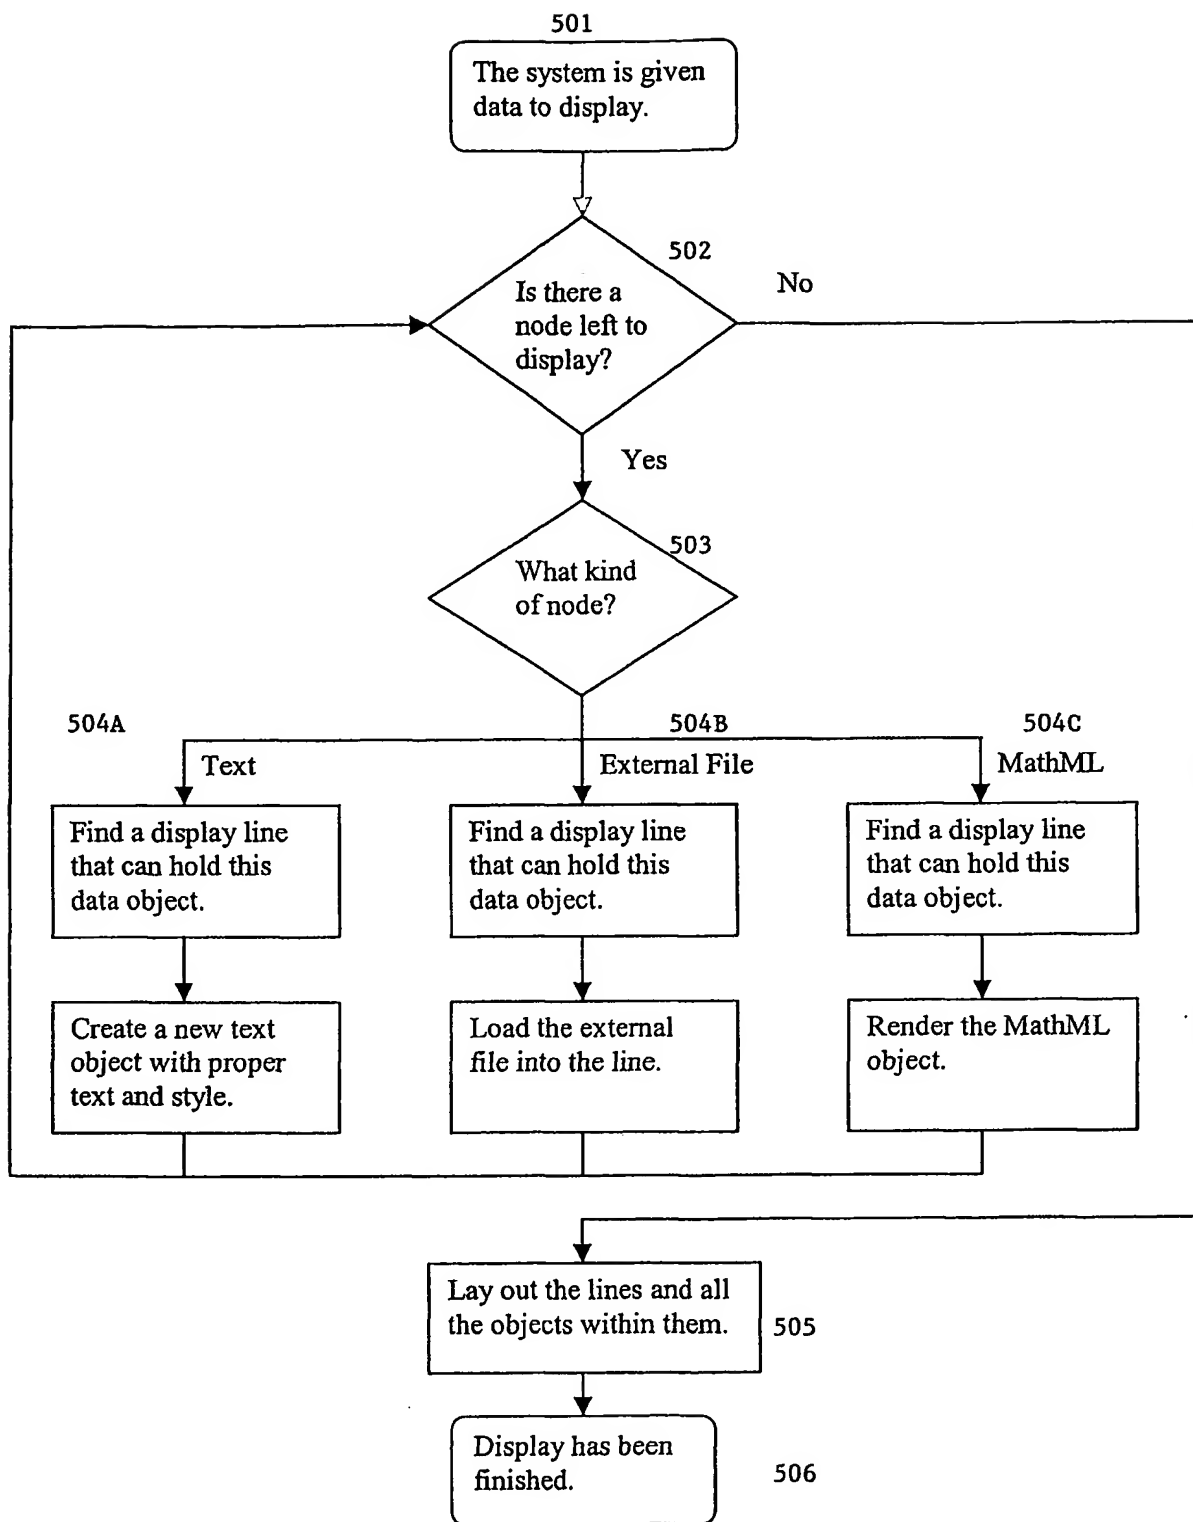 501
The system is given
data to display.
502
No
Is there a
node left to
display?
Yes
503
What kind
of node?
504A
504B
504C
Text
External File
MathML
Find a display line
that can hold this
data object.
Find a display line
that can hold this
data object.
Find a display line
that can hold this
data object.
Create a new text
object with proper
text and style.
Load the external
file into the line.
Render the MathML
object.
Lay out the lines and all
the objects within them.
505
Display has been
finished.
506